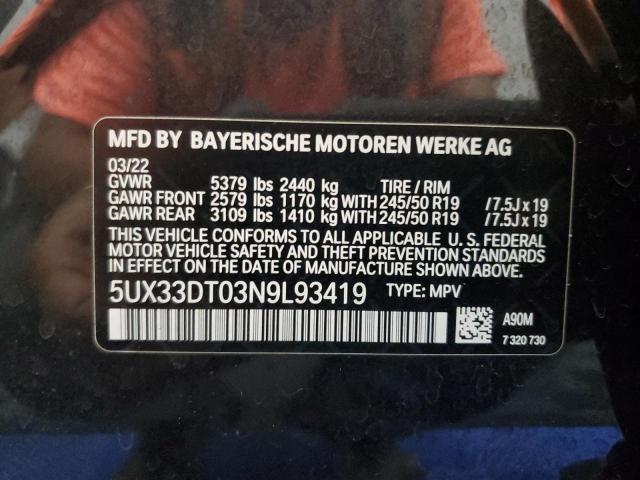 MFD BY BAYERISCHE MOTOREN WERKE AG
03/22
GVWR 5379 lbs 2440 kg TIRE / RIM
GAWR FRONT 2579 lbs 1170 kg WITH 245/50 R19 /7.5J x 19
GAWR REAR 3109 lbs 1410 kg WITH 245/50 R19 /7.5J x 19
THIS VEHICLE CONFORMS TO ALL APPLICABLE U. S. FEDERAL
MOTOR VEHICLE SAFETY AND THEFT PREVENTION STANDARDS
IN EFFECT ON THE DATE OF MANUFACTURE SHOWN ABOVE.
5UX33DT03N9L93419 TYPE: MPV
A90M
7 320 730